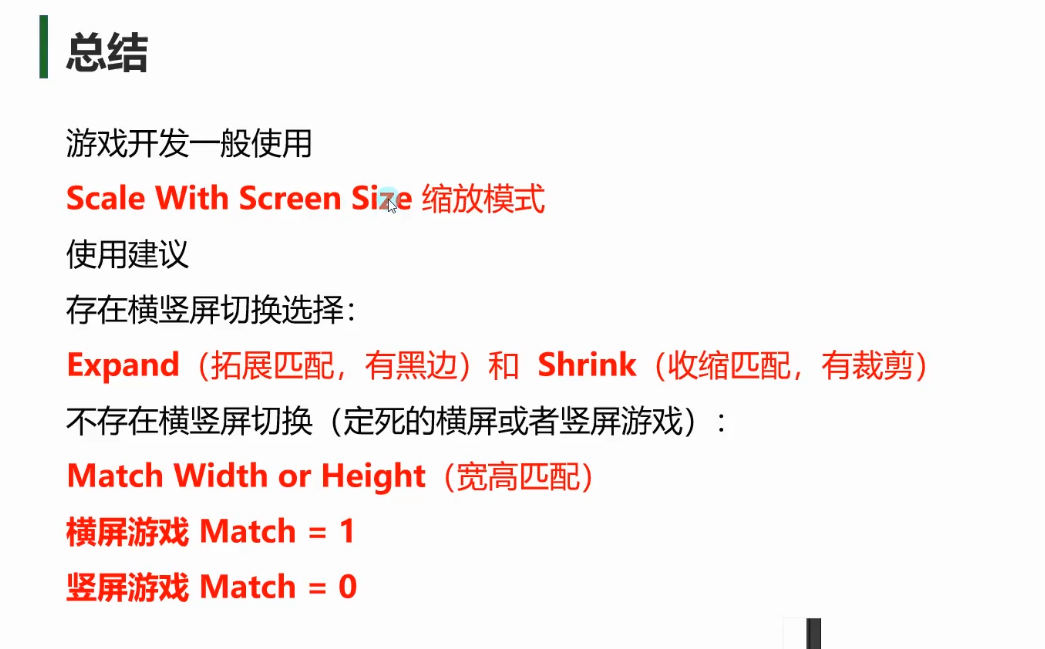 总结
游戏开发一般使用
Scale With Screen Size 缩放模式
使用建议
存在横竖屏切换选择：
Expand（拓展匹配，有黑边）和 Shrink（收缩匹配，有裁剪）
不存在横竖屏切换（定死的横屏或者竖屏游戏）：
Match Width or Height（宽高匹配）
横屏游戏 Match = 1
竖屏游戏 Match = 0